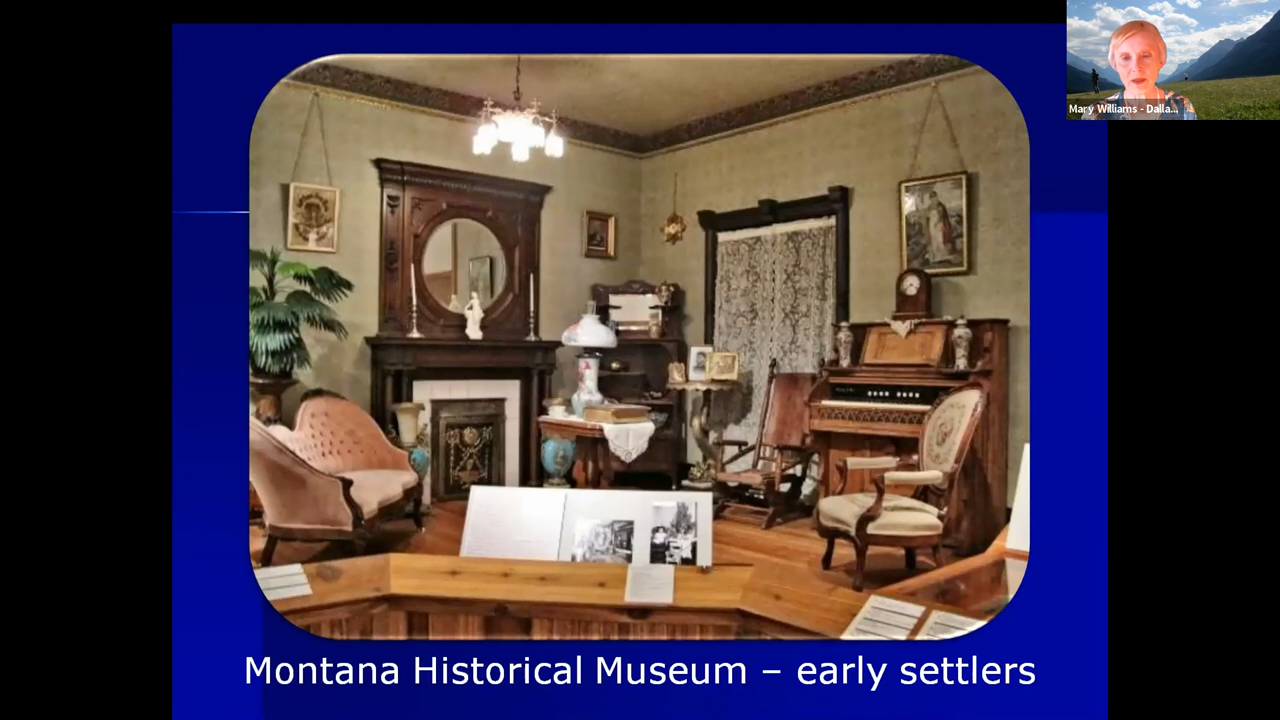 Mary Williams - Dalla...
Montana Historical Museum – early settlers